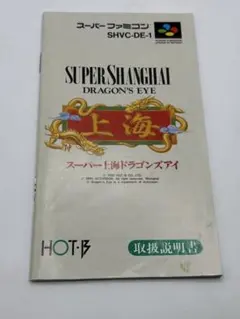 スーパーファミコン
SHVC-DE-1
SUPER SHANGHAI
DRAGON'S EYE
上海
スーパー上海ドラゴンズアイ
HOT・B
取扱説明書